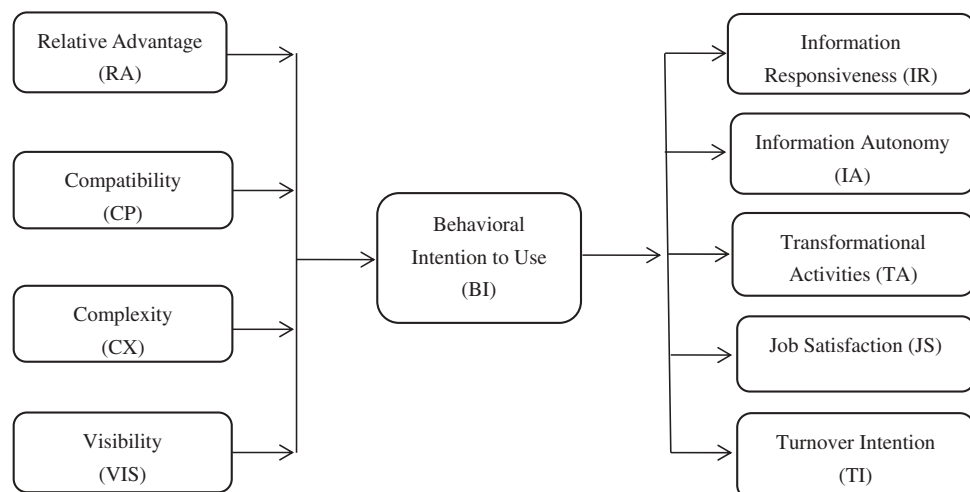 Relative Advantage
(RA)
Compatibility
(CP)
Complexity
(CX)
Visibility
(VIS)
Behavioral
Intention to Use
(BI)
Information
Responsiveness (IR)
Information Autonomy
(IA)
Transformational
Activities (TA)
Job Satisfaction (JS)
Turnover Intention
(TI)